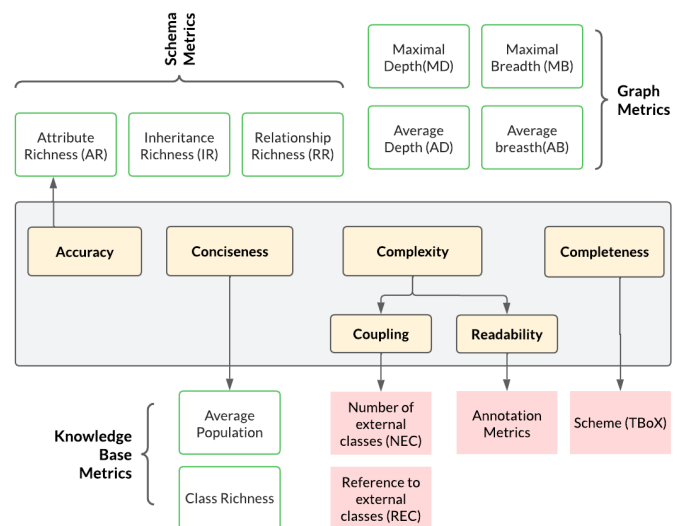 Schema
Metrics
Maximal
Depth(MD)
Maximal
Breadth (MB)
Graph
Metrics
Average
Depth (AD)
Average
breasth(AB)
Attribute
Richness (AR)
Inheritance
Richness (IR)
Relationship
Richness (RR)
Accuracy
Conciseness
Complexity
Completeness
Coupling
Readability
Knowledge
Base
Metrics
Average
Population
Class Richness
Number of
external
classes (NEC)
Annotation
Metrics
Scheme (TBoX)
Reference to
external
classes (REC)